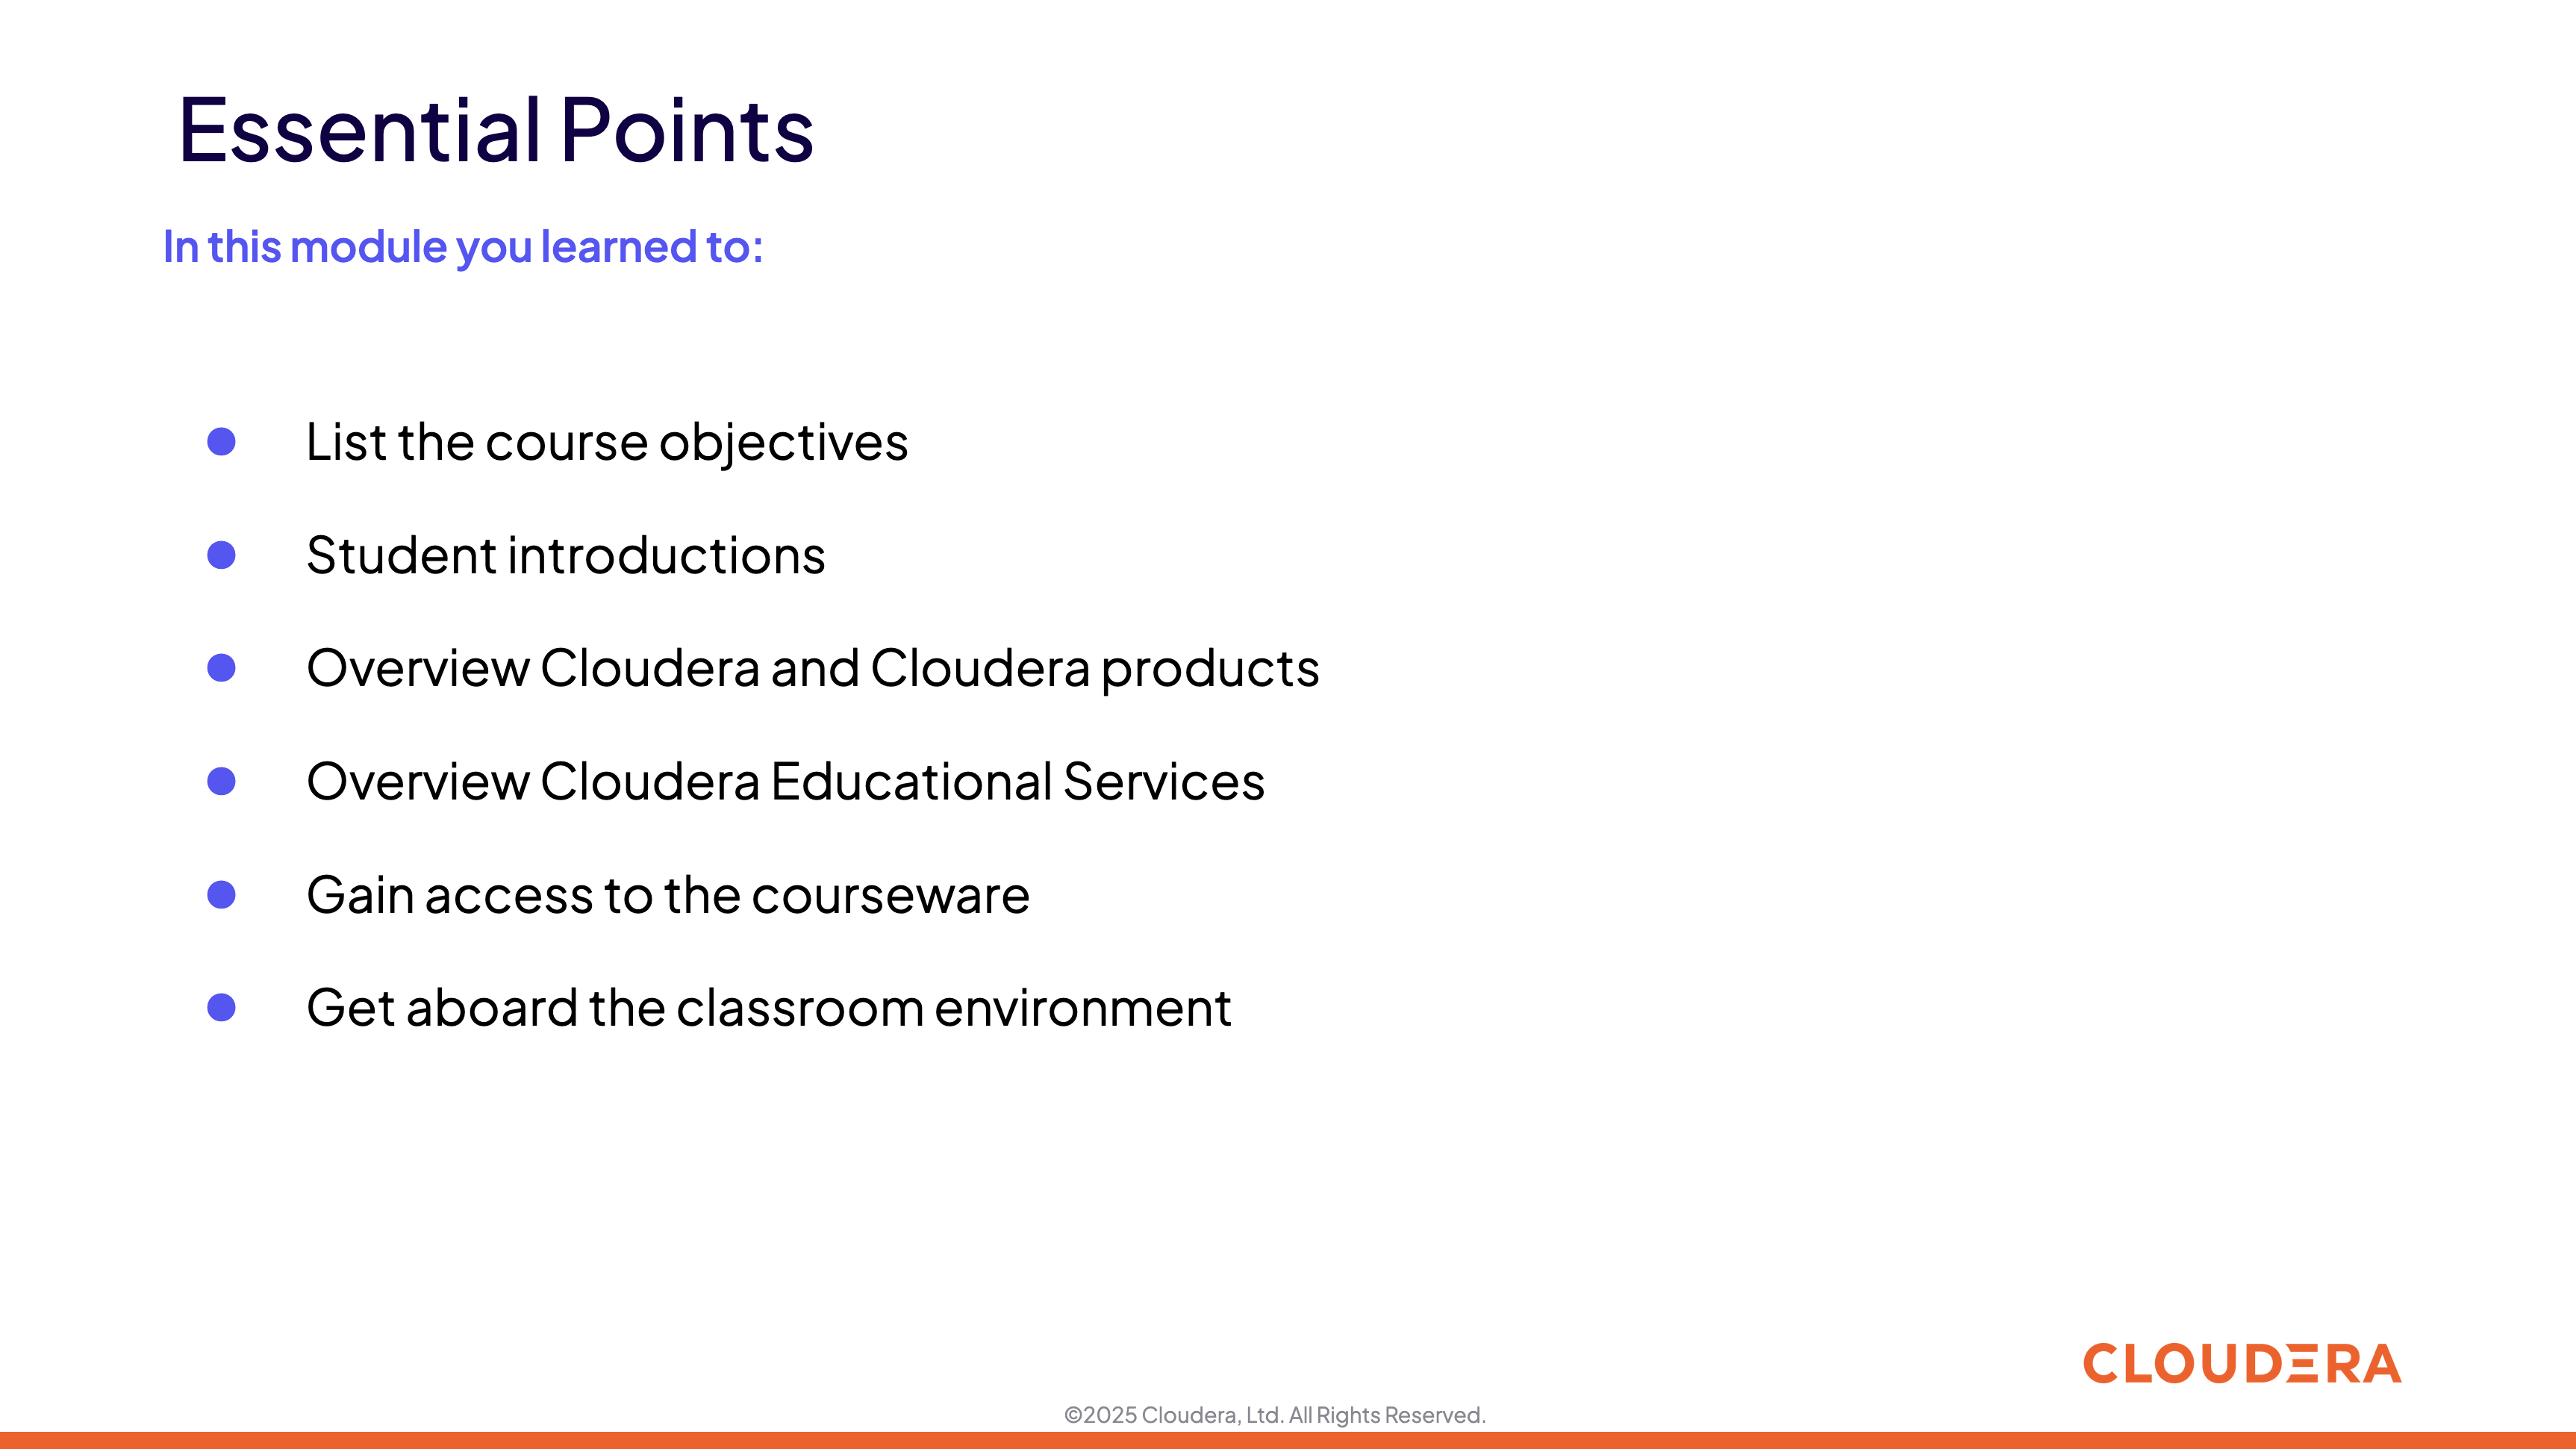 Essential Points
In this module you learned to:
● List the course objectives
● Student introductions
● Overview Cloudera and Cloudera products
● Overview Cloudera Educational Services
● Gain access to the courseware
● Get aboard the classroom environment
CLOUDERA
©2025 Cloudera, Ltd. All Rights Reserved.